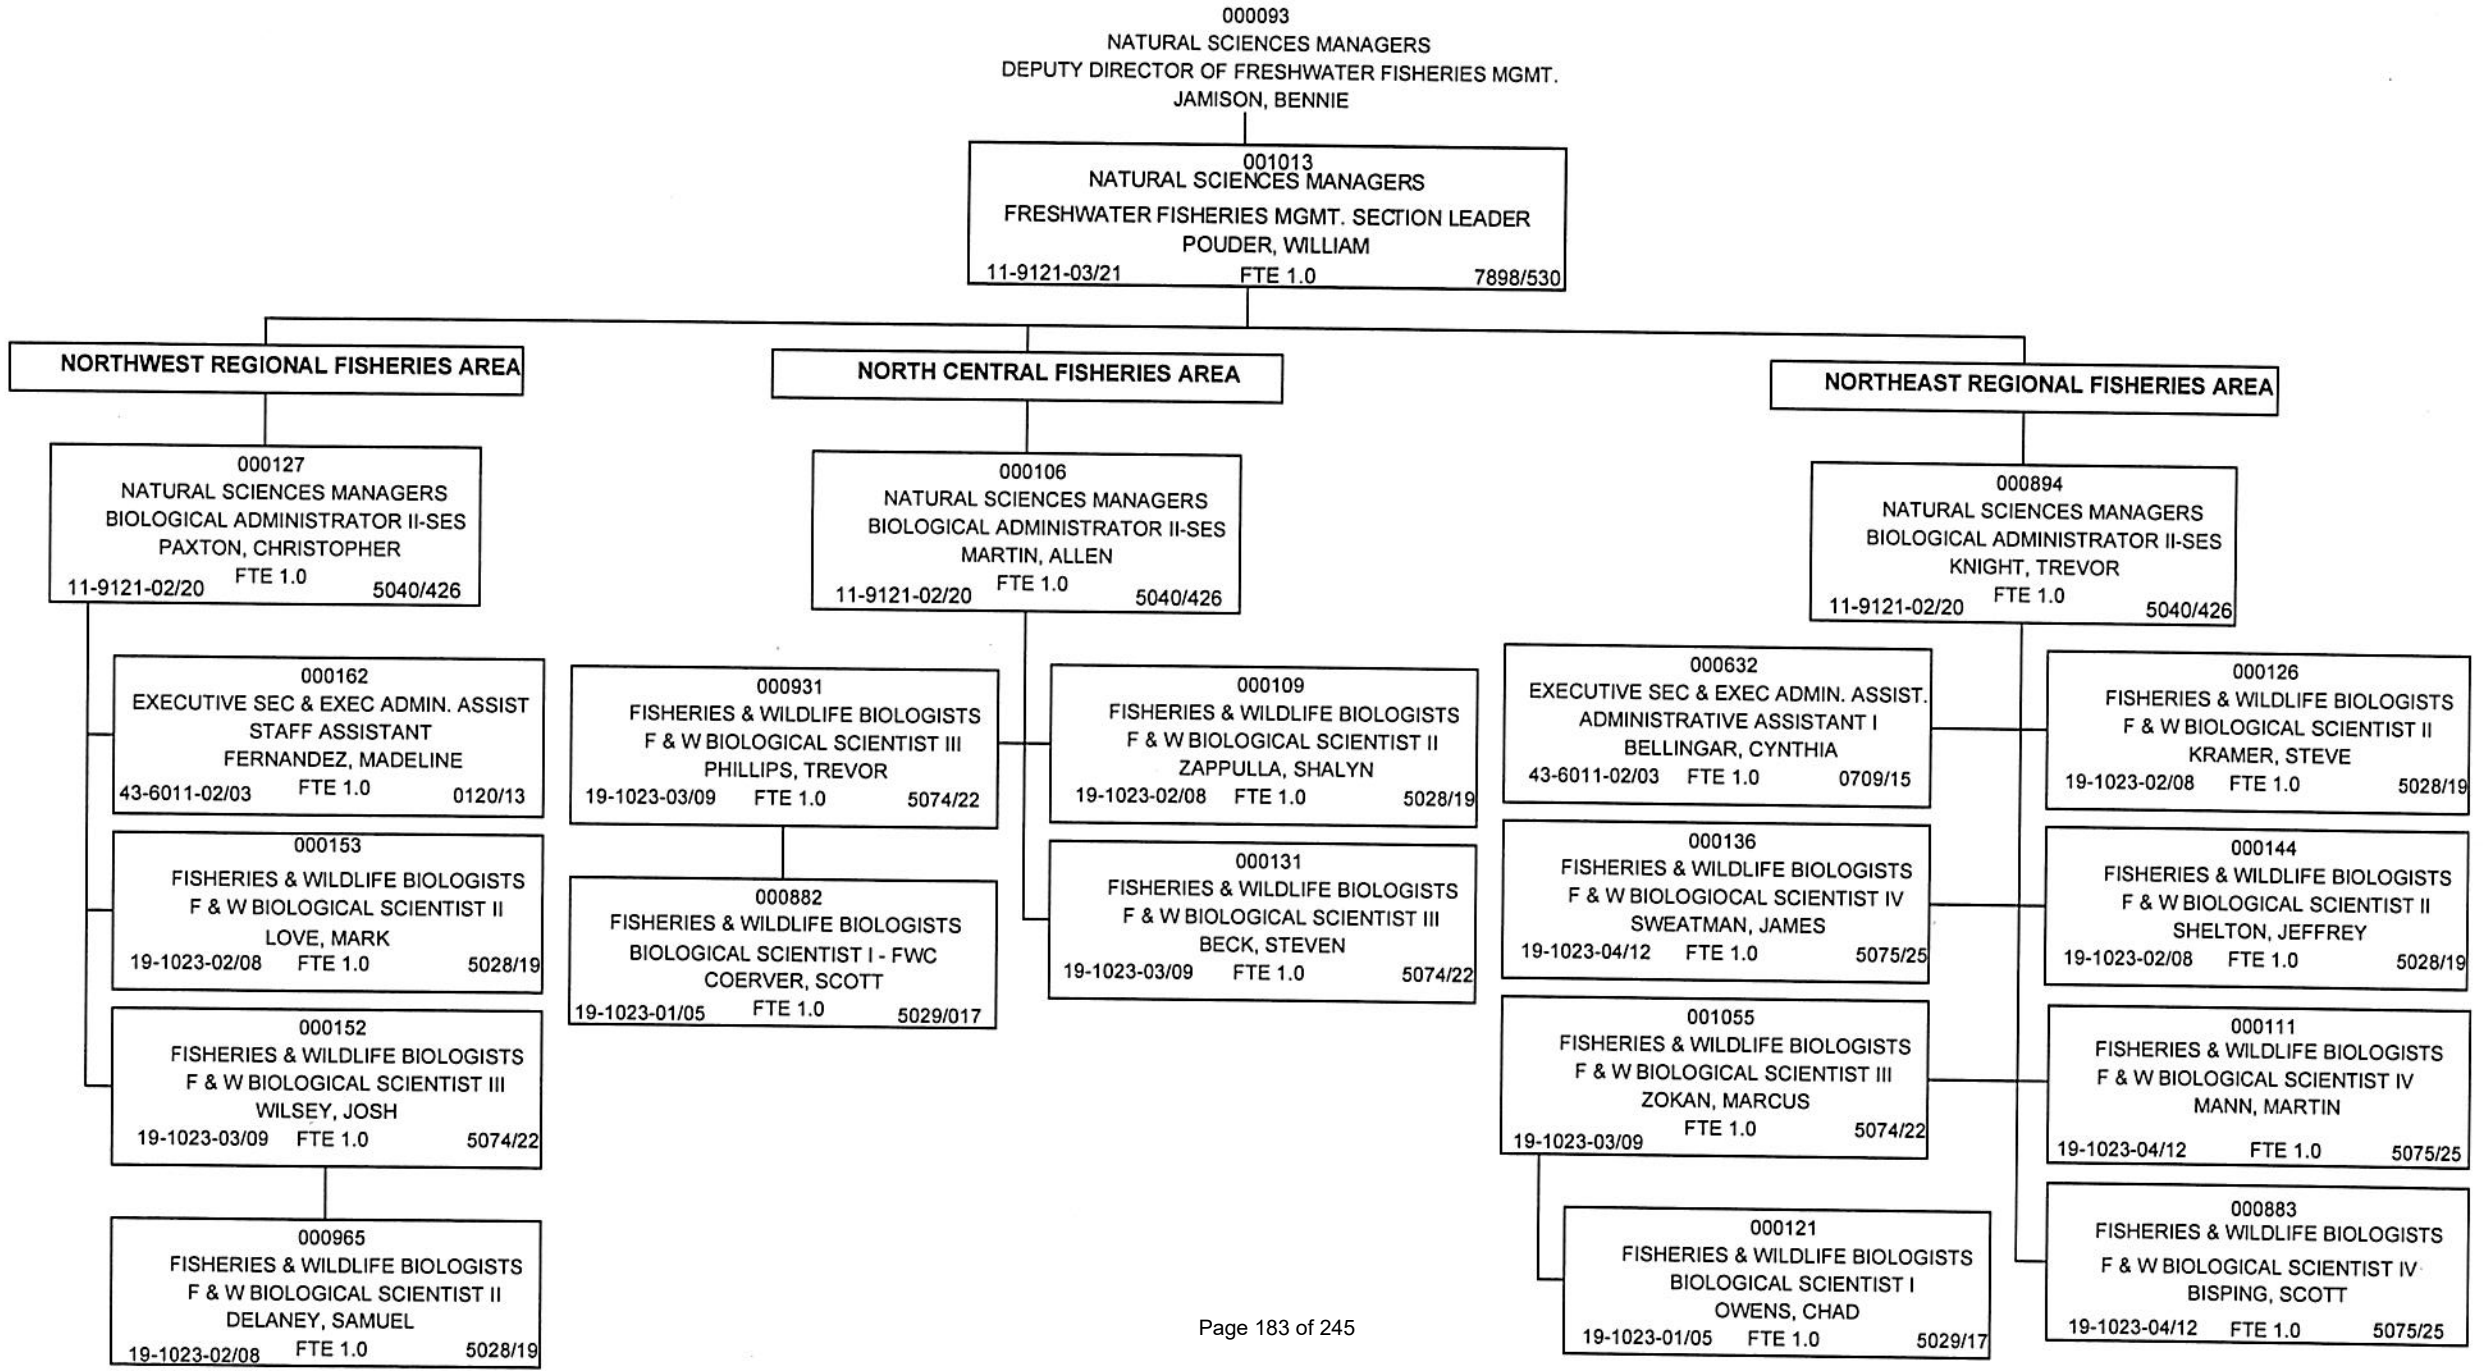 000093
NATURAL SCIENCES MANAGERS
DEPUTY DIRECTOR OF FRESHWATER FISHERIES MGMT.
JAMISON, BENNIE
001013
NATURAL SCIENCES MANAGERS
FRESHWATER FISHERIES MGMT. SECTION LEADER
POUDER, WILLIAM
11-9121-03/21 FTE 1.0 7898/530
NORTHWEST REGIONAL FISHERIES AREA
000127
NATURAL SCIENCES MANAGERS
BIOLOGICAL ADMINISTRATOR II-SES
PAXTON, CHRISTOPHER
11-9121-02/20 FTE 1.0 5040/426
000162
EXECUTIVE SEC & EXEC ADMIN. ASSIST
STAFF ASSISTANT
FERNANDEZ, MADELINE
43-6011-02/03 FTE 1.0 0120/13
000153
FISHERIES & WILDLIFE BIOLOGISTS
F & W BIOLOGICAL SCIENTIST II
LOVE, MARK
19-1023-02/08 FTE 1.0 5028/19
000152
FISHERIES & WILDLIFE BIOLOGISTS
F & W BIOLOGICAL SCIENTIST III
WILSEY, JOSH
19-1023-03/09 FTE 1.0 5074/22
000965
FISHERIES & WILDLIFE BIOLOGISTS
F & W BIOLOGICAL SCIENTIST II
DELANEY, SAMUEL
19-1023-02/08 FTE 1.0 5028/19
NORTH CENTRAL FISHERIES AREA
000106
NATURAL SCIENCES MANAGERS
BIOLOGICAL ADMINISTRATOR II-SES
MARTIN, ALLEN
11-9121-02/20 FTE 1.0 5040/426
000931
FISHERIES & WILDLIFE BIOLOGISTS
F & W BIOLOGICAL SCIENTIST III
PHILLIPS, TREVOR
19-1023-03/09 FTE 1.0 5074/22
000882
FISHERIES & WILDLIFE BIOLOGISTS
BIOLOGICAL SCIENTIST I - FWC
COERVER, SCOTT
19-1023-01/05 FTE 1.0 5029/017
000109
FISHERIES & WILDLIFE BIOLOGISTS
F & W BIOLOGICAL SCIENTIST II
ZAPPULLA, SHALYN
19-1023-02/08 FTE 1.0 5028/19
000131
FISHERIES & WILDLIFE BIOLOGISTS
F & W BIOLOGICAL SCIENTIST III
BECK, STEVEN
19-1023-03/09 FTE 1.0 5074/22
NORTHEAST REGIONAL FISHERIES AREA
000894
NATURAL SCIENCES MANAGERS
BIOLOGICAL ADMINISTRATOR II-SES
KNIGHT, TREVOR
11-9121-02/20 FTE 1.0 5040/426
000632
EXECUTIVE SEC & EXEC ADMIN. ASSIST.
ADMINISTRATIVE ASSISTANT I
BELLINGAR, CYNTHIA
43-6011-02/03 FTE 1.0 0709/15
000136
FISHERIES & WILDLIFE BIOLOGISTS
F & W BIOLOGIOCAL SCIENTIST IV
SWEATMAN, JAMES
19-1023-04/12 FTE 1.0 5075/25
001055
FISHERIES & WILDLIFE BIOLOGISTS
F & W BIOLOGICAL SCIENTIST III
ZOKAN, MARCUS
19-1023-03/09 FTE 1.0 5074/22
000121
FISHERIES & WILDLIFE BIOLOGISTS
BIOLOGICAL SCIENTIST I
OWENS, CHAD
19-1023-01/05 FTE 1.0 5029/17
000126
FISHERIES & WILDLIFE BIOLOGISTS
F & W BIOLOGICAL SCIENTIST II
KRAMER, STEVE
19-1023-02/08 FTE 1.0 5028/19
000144
FISHERIES & WILDLIFE BIOLOGISTS
F & W BIOLOGICAL SCIENTIST II
SHELTON, JEFFREY
19-1023-02/08 FTE 1.0 5028/19
000111
FISHERIES & WILDLIFE BIOLOGISTS
F & W BIOLOGICAL SCIENTIST IV
MANN, MARTIN
19-1023-04/12 FTE 1.0 5075/25
000883
FISHERIES & WILDLIFE BIOLOGISTS
F & W BIOLOGICAL SCIENTIST IV
BISPING, SCOTT
19-1023-04/12 FTE 1.0 5075/25
Page 183 of 245